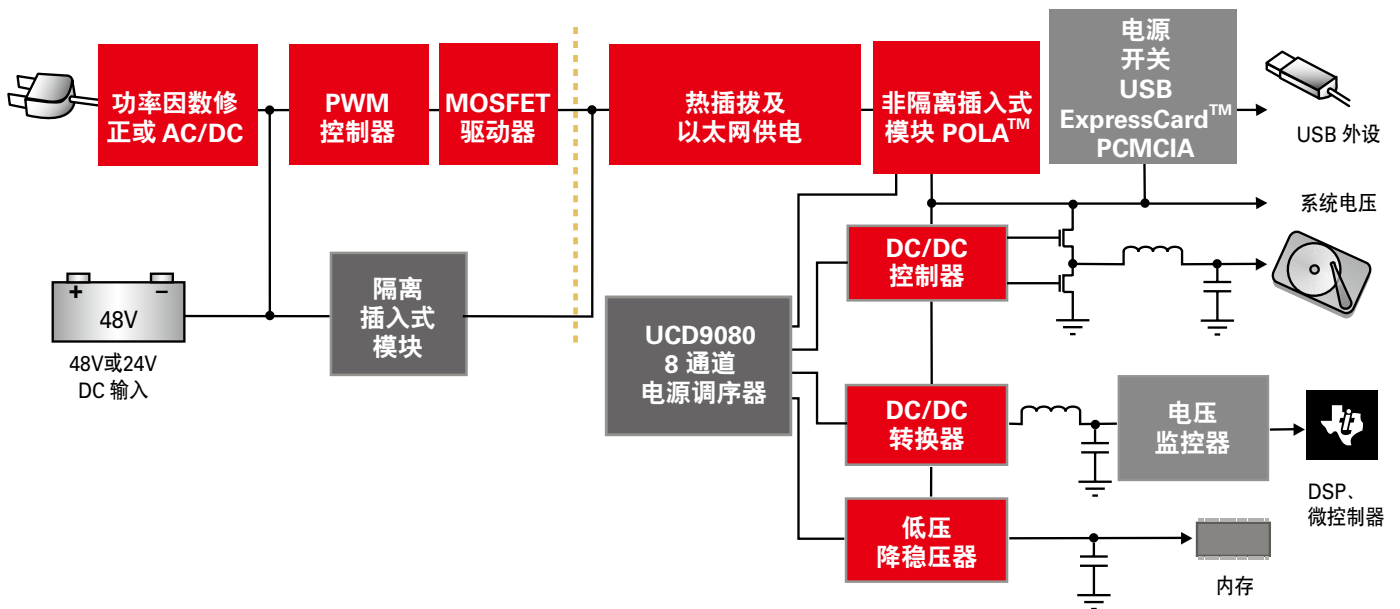 功率因数修
正或 AC/DC
PWM
控制器
MOSFET
驱动器
热插拔及
以太网供电
非隔离插入式
模块 POLA™
电源
开关
USB
ExpressCard™
PCMCIA
USB 外设
系统电压
+ −
48V
48V或24V
DC 输入
隔离
插入式
模块
UCD9080
8 通道
电源调序器
DC/DC
控制器
DC/DC
转换器
电压
监控器
DSP、
微控制器
低压
降稳压器
内存